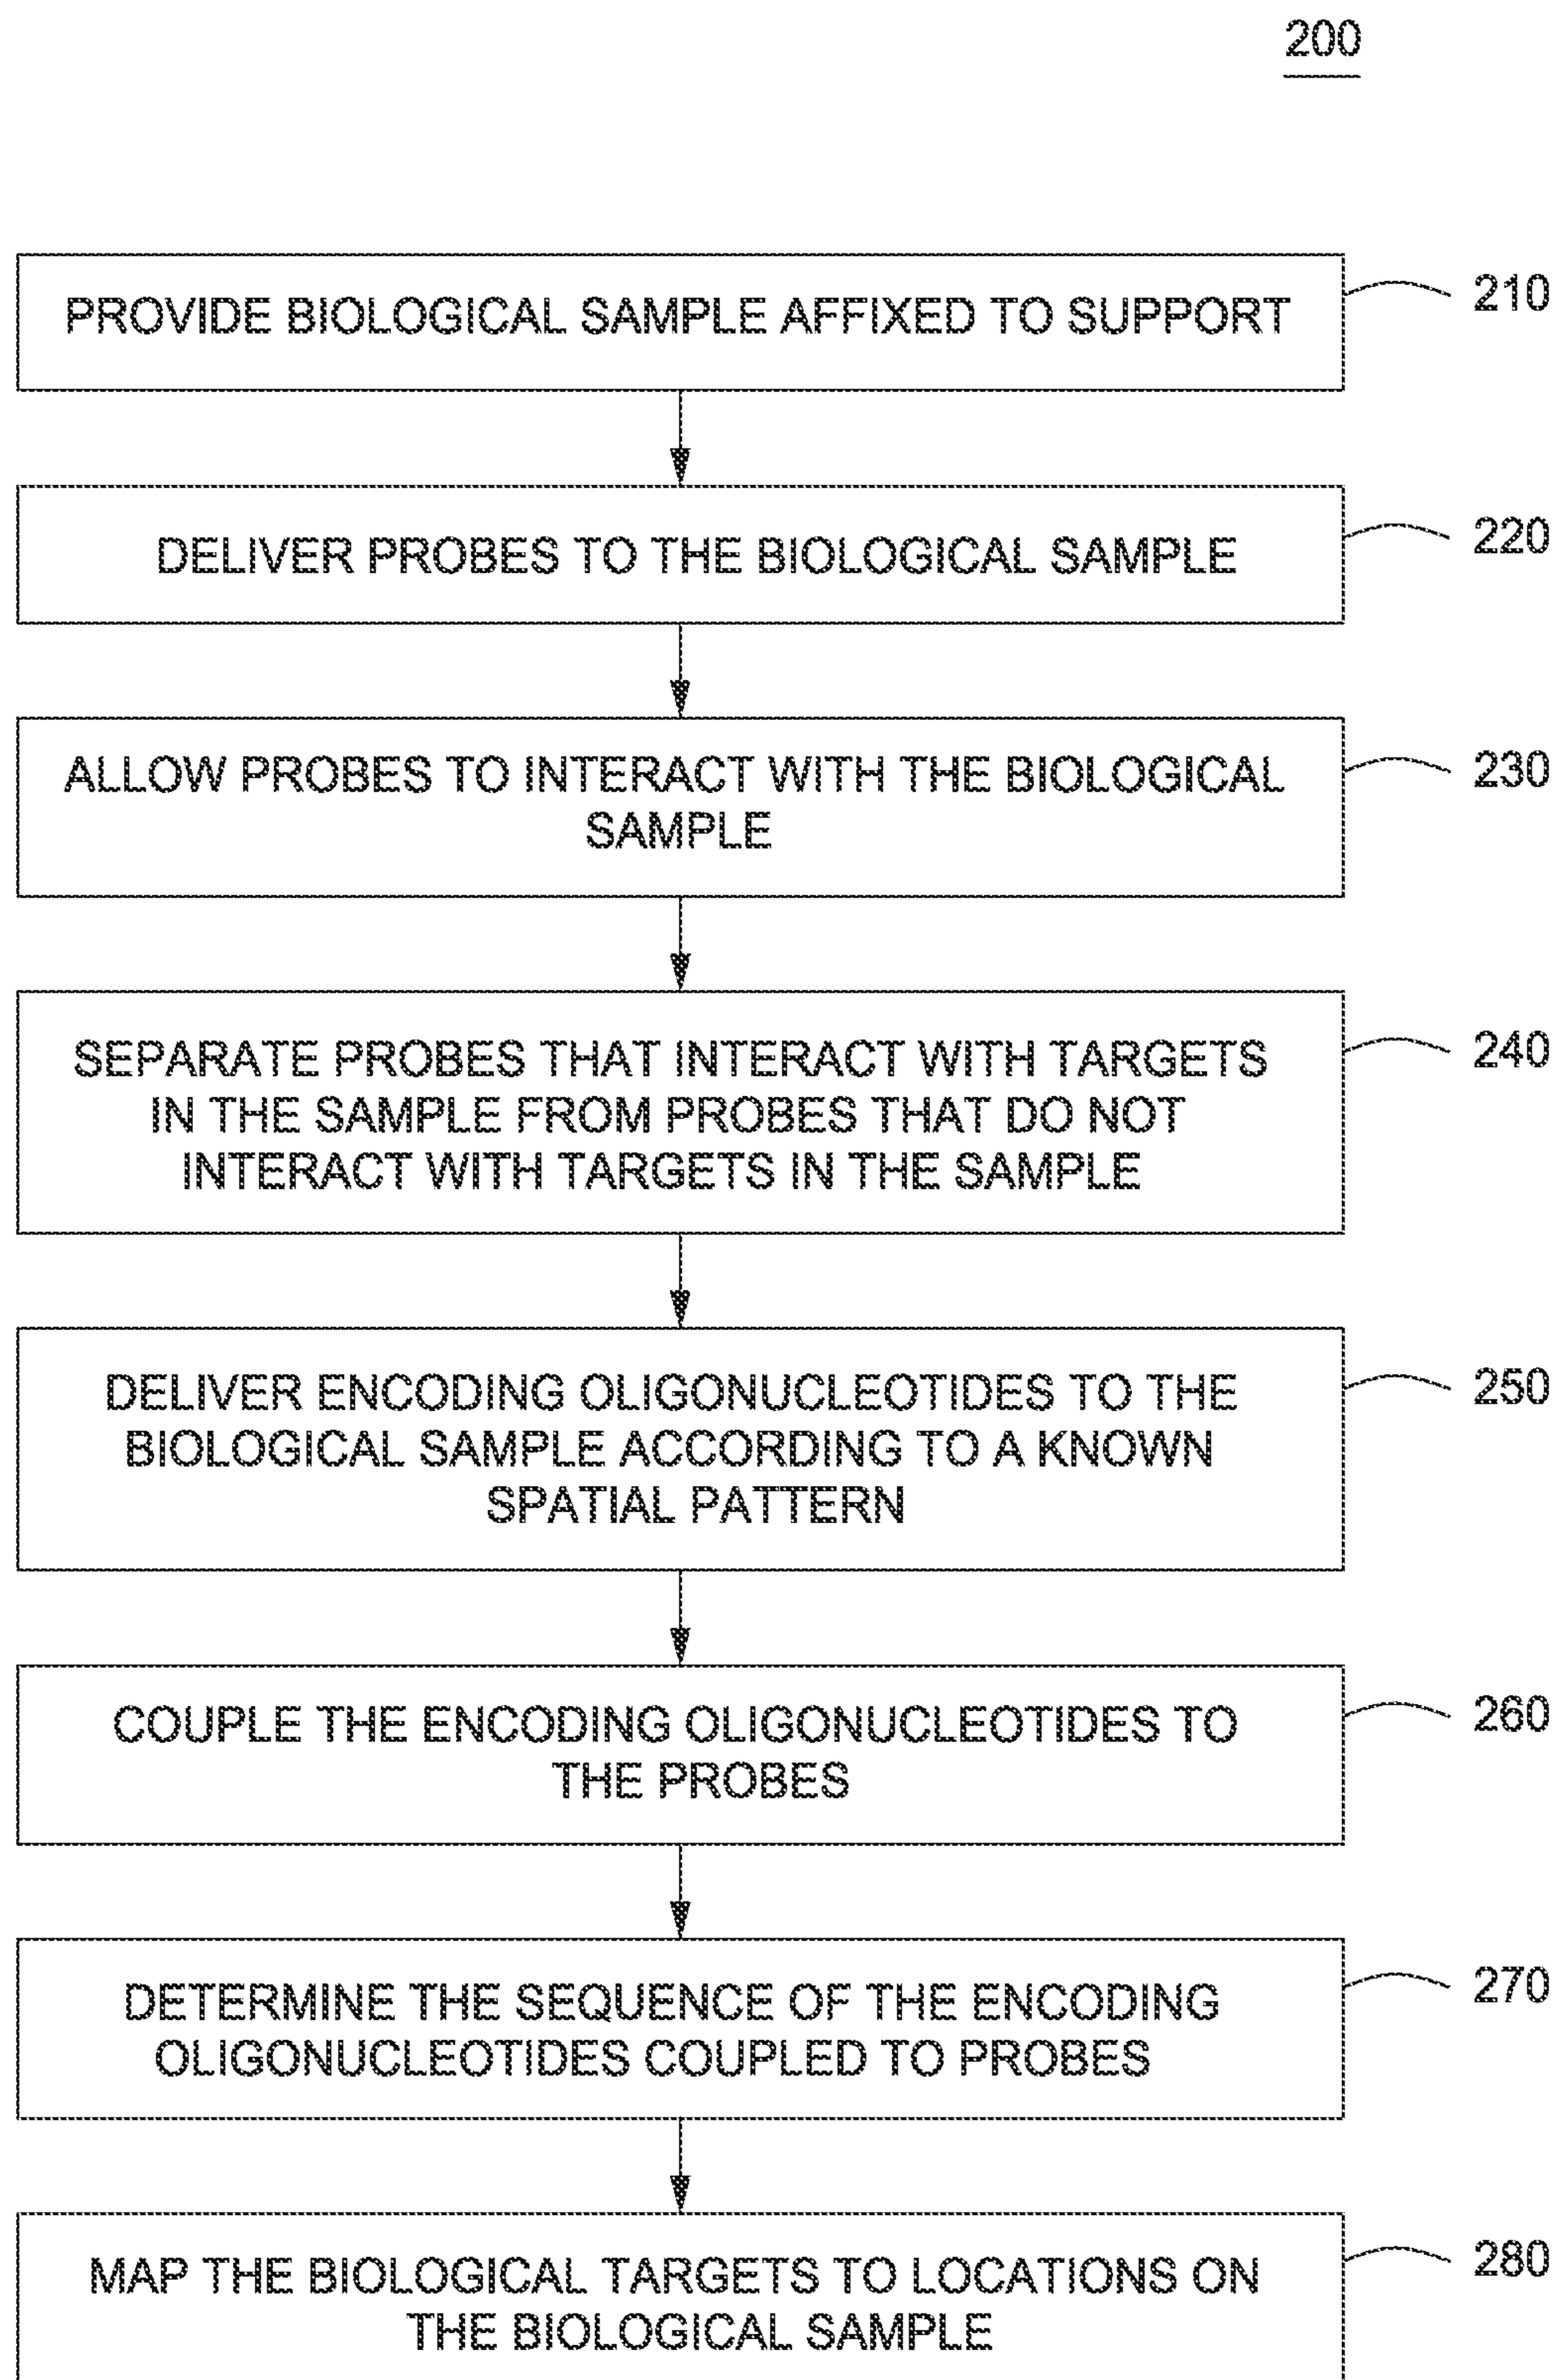 200
PROVIDE BIOLOGICAL SAMPLE AFFIXED TO SUPPORT
210
DELIVER PROBES TO THE BIOLOGICAL SAMPLE
220
ALLOW PROBES TO INTERACT WITH THE BIOLOGICAL
SAMPLE
230
SEPARATE PROBES THAT INTERACT WITH TARGETS
IN THE SAMPLE FROM PROBES THAT DO NOT
INTERACT WITH TARGETS IN THE SAMPLE
240
DELIVER ENCODING OLIGONUCLEOTIDES TO THE
BIOLOGICAL SAMPLE ACCORDING TO A KNOWN
SPATIAL PATTERN
250
COUPLE THE ENCODING OLIGONUCLEOTIDES TO
THE PROBES
260
DETERMINE THE SEQUENCE OF THE ENCODING
OLIGONUCLEOTIDES COUPLED TO PROBES
270
MAP THE BIOLOGICAL TARGETS TO LOCATIONS ON
THE BIOLOGICAL SAMPLE
280